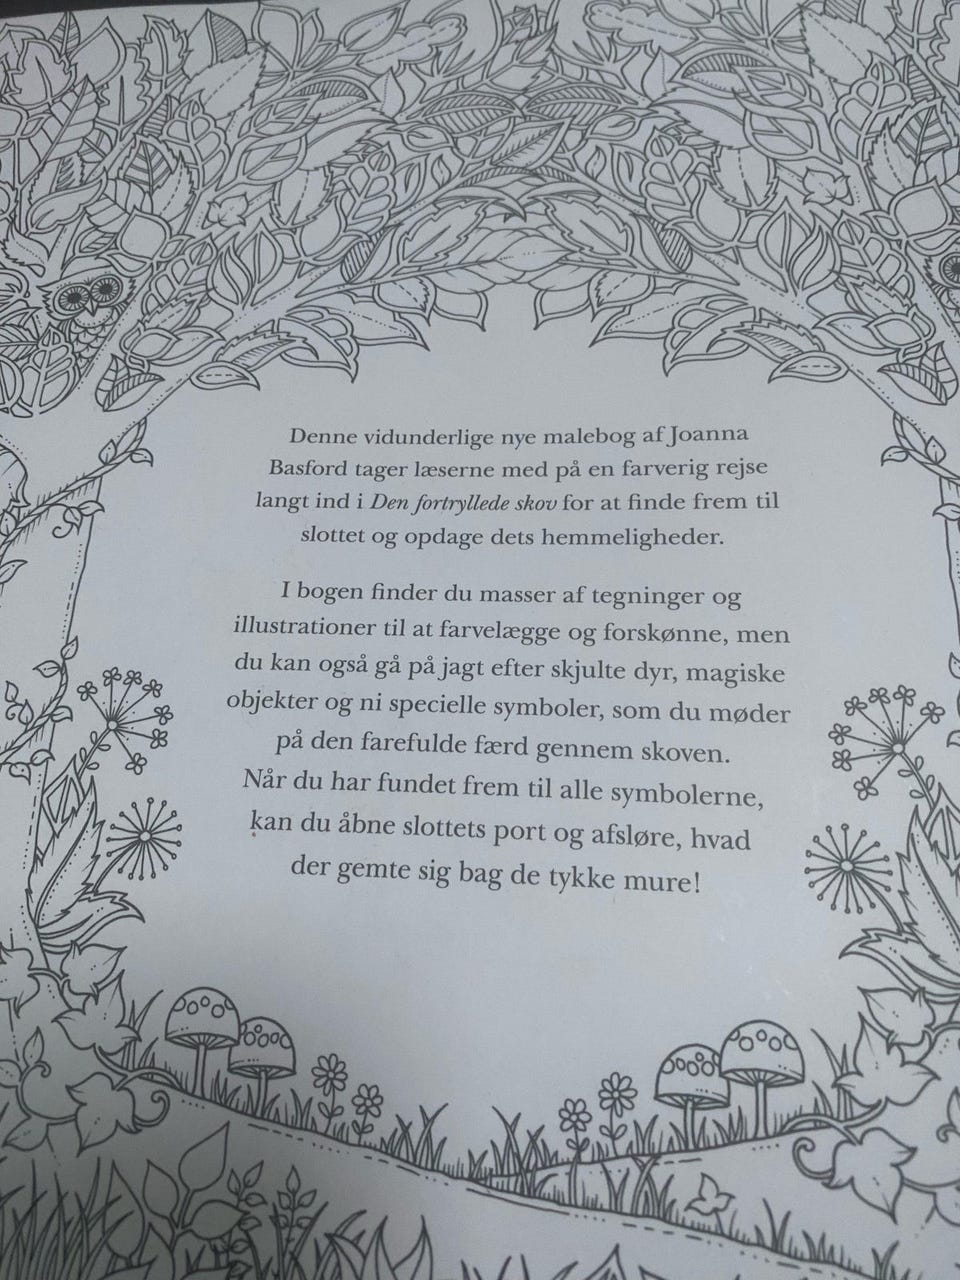 Denne vidunderlige nye malebog af Joanna
Basford tager læserne med på en farverig rejse
langt ind i Den fortryllede skov for at finde frem til
slottet og opdage dets hemmeligheder.
I bogen finder du masser af tegninger og
illustrationer til at farvelægge og forskønne, men
du kan også gå på jagt efter skjulte dyr, magiske
objekter og ni specielle symboler, som du møder
på den farefulde færd gennem skoven.
Når du har fundet frem til alle symbolerne,
kan du åbne slottets port og afsløre, hvad
der gemte sig bag de tykke mure!